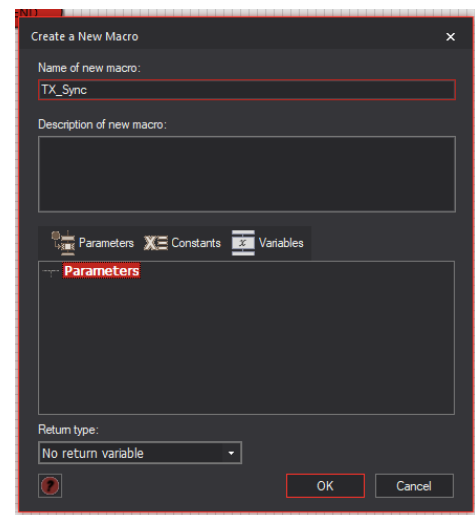 END
Create a New Macro
Name of new macro:
TX_Sync
Description of new macro:
Parameters Constants Variables
Parameters
Return type:
No return variable
OK Cancel